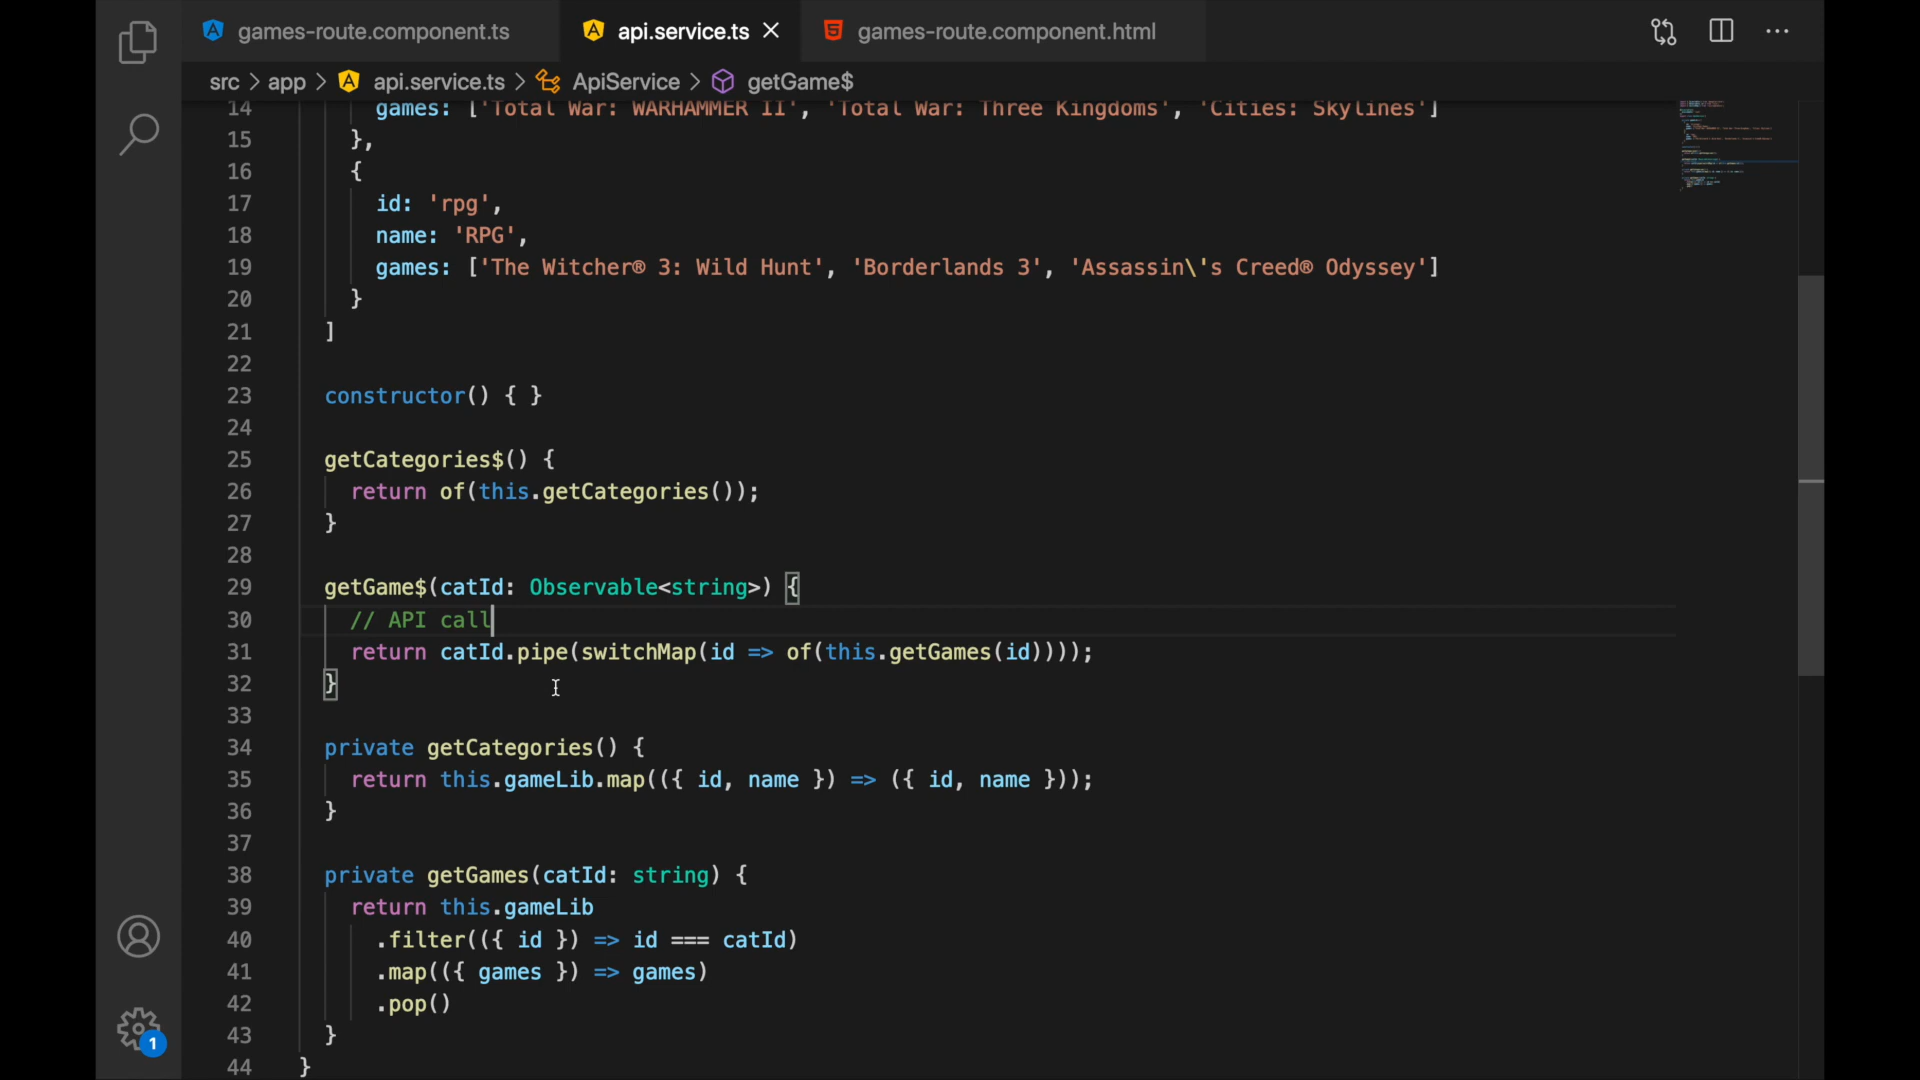 games-route.component.ts
api.service.ts
games-route.component.html
src > app > api.service.ts > ApiService > getGame$
14 games: ['Total War: WARHAMMER II', 'Total War: Three Kingdoms', 'Cities: Skylines']
15 },
16 {
17 id: 'rpg',
18 name: 'RPG',
19 games: ['The Witcher® 3: Wild Hunt', 'Borderlands 3', 'Assassin\'s Creed® Odyssey']
20 }
21 ]
22
23 constructor() { }
24
25 getCategories$() {
26 return of(this.getCategories());
27 }
28
29 getGame$(catId: Observable<string>) {
30 // API call
31 return catId.pipe(switchMap(id => of(this.getGames(id))));
32 }
33
34 private getCategories() {
35 return this.gameLib.map(({ id, name }) => ({ id, name }));
36 }
37
38 private getGames(catId: string) {
39 return this.gameLib
40 .filter(({ id }) => id === catId)
41 .map(({ games }) => games)
42 .pop()
43 }
44 }
1